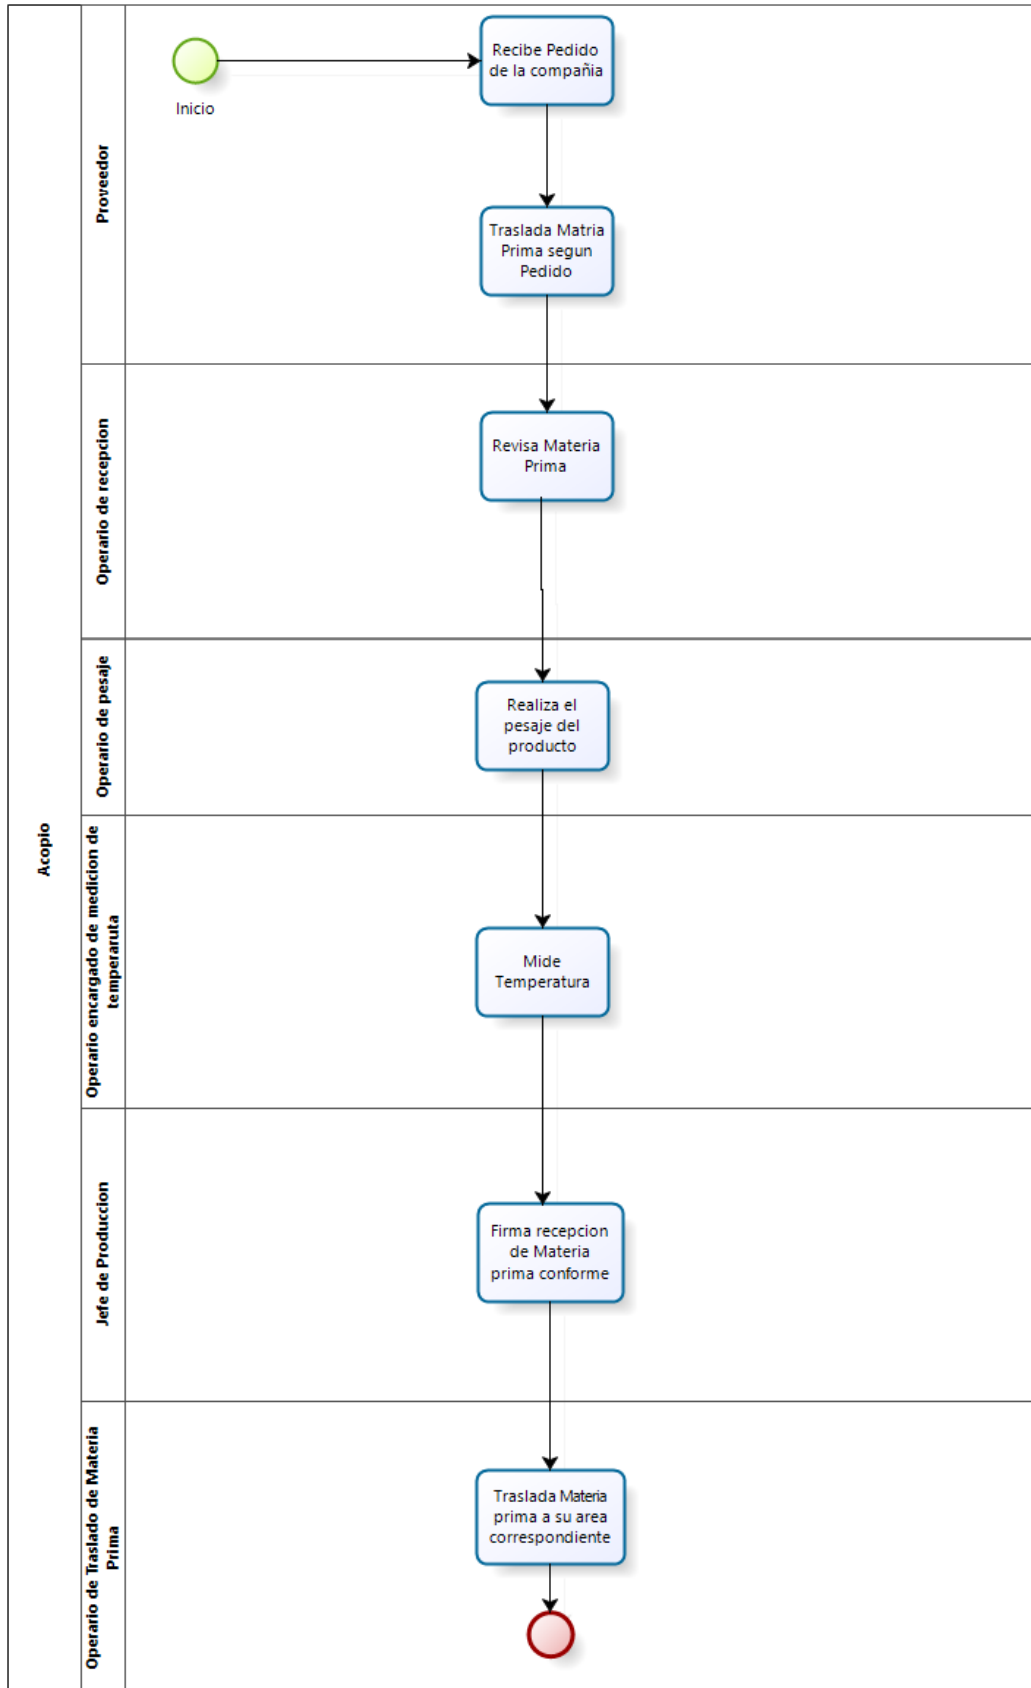 Acopio
Proveedor
Inicio
Recibe Pedido
de la compañia
Traslada Matria
Prima segun
Pedido
Operario de recepcion
Revisa Materia
Prima
Operario de pesaje
Realiza el
pesaje del
producto
Operario encargado de medicion de
temperaruta
Mide
Temperatura
Jefe de Produccion
Firma recepcion
de Materia
prima conforme
Operario de Traslado de Materia
Prima
Traslada Materia
prima a su area
correspondiente